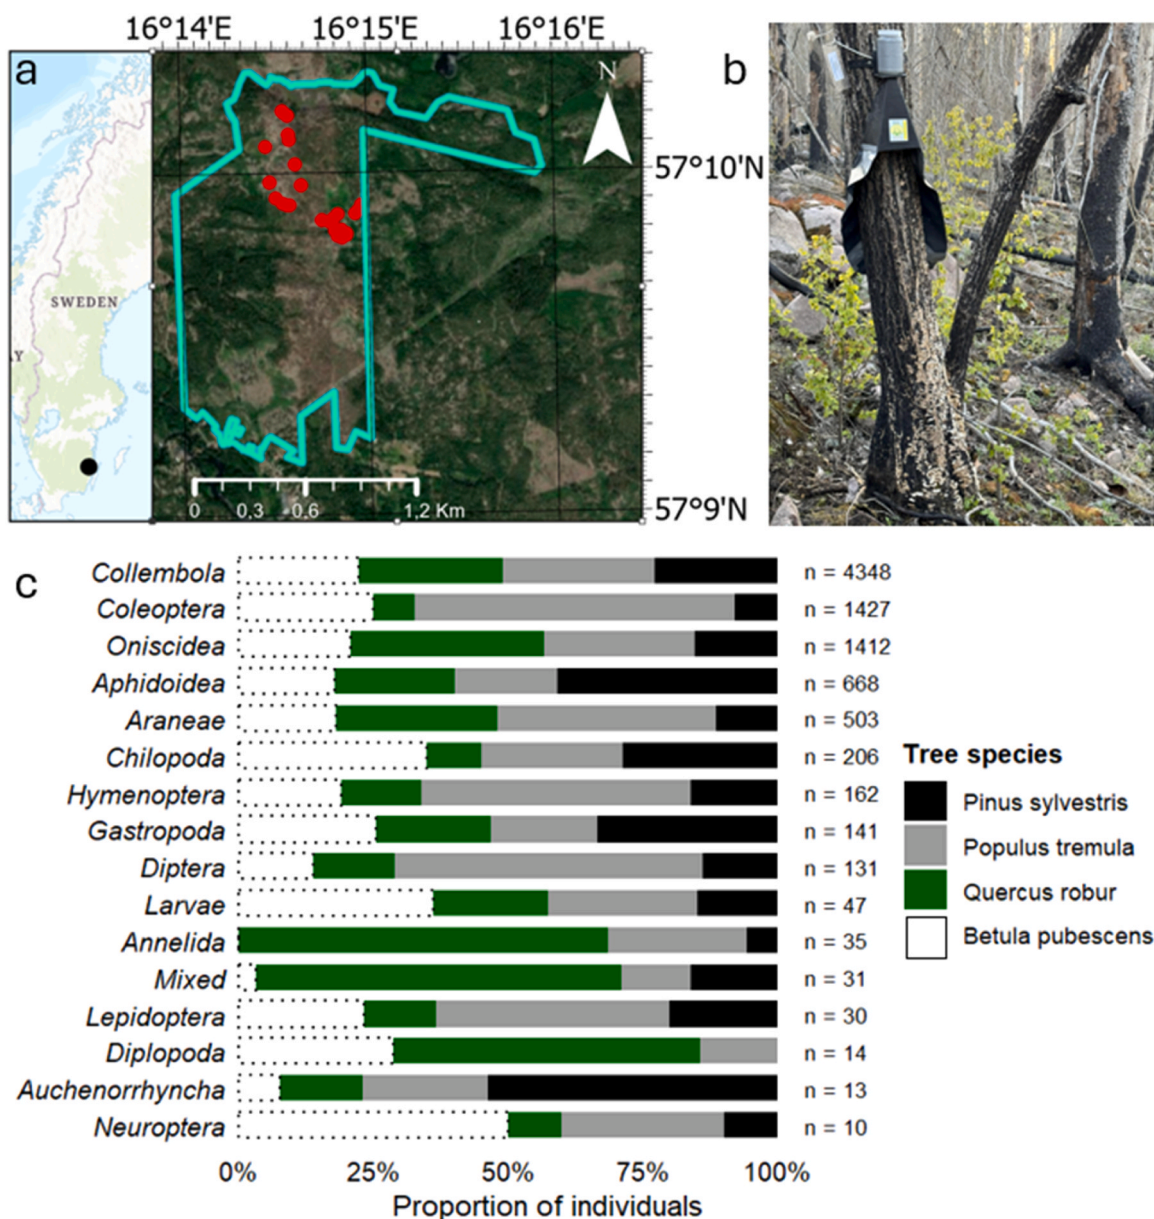 a
16°14'E 16°15'E 16°16'E
b
N
57°10'N
SWEDEN
Y
0 0,3 0,6 1,2 Km
57°9'N
c
Collembola n = 4348
Coleoptera n = 1427
Oniscidea n = 1412
Aphidoidea n = 668
Araneae n = 503
Chilopoda n = 206
Hymenoptera n = 162
Gastropoda n = 141
Diptera n = 131
Larvae n = 47
Annelida n = 35
Mixed n = 31
Lepidoptera n = 30
Diplopoda n = 14
Auchenorrhyncha n = 13
Neuroptera n = 10
0% 25% 50% 75% 100%
Proportion of individuals
Tree species
Pinus sylvestris
Populus tremula
Quercus robur
Betula pubescens